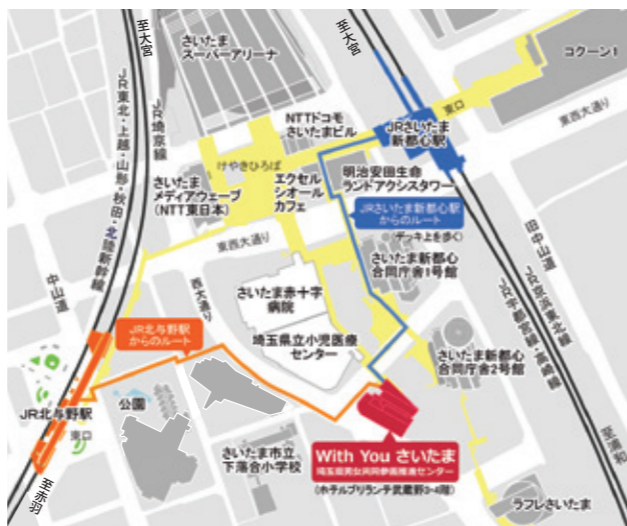 至大宮
さいたま
スーパーアリーナ
至大宮
コクーン1
東口
東西大通り
JR東北・上越・山形・秋田・北陸新幹線
JR埼京線
NTTドコモ
さいたまビル
JRさいたま
新都心駅
けやきひろば
さいたま
メディアウェーブ
(NTT東日本)
エクセル
シオール
カフェ
明治安田生命
ランドアクシスタワー
JRさいたま新都心駅
からのルート
(デッキ上を歩く)
東西大通り
さいたま新都心
合同庁舎1号館
旧中山道
中山道
西大通り
さいたま赤十字
病院
JR京浜東北線
JR宇都宮線・高崎線
JR北与野駅
からのルート
埼玉県立小児医療
センター
さいたま新都心
合同庁舎2号館
公園
JR北与野駅
東口
さいたま市立
下落合小学校
With You さいたま
埼玉県男女共同参画推進センター
(ホテルブリランテ武蔵野3・4階)
至浦和
至赤羽
ラフレさいたま